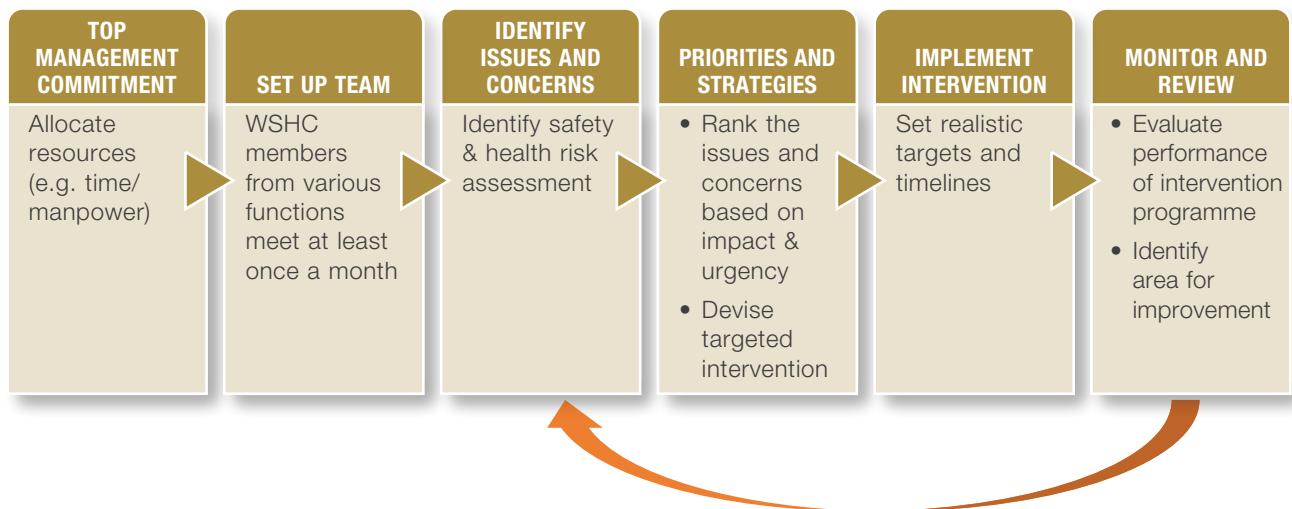 TOP
MANAGEMENT
COMMITMENT
Allocate
resources
(e.g. time/
manpower)
SET UP TEAM
WSHC
members
from various
functions
meet at least
once a month
IDENTIFY
ISSUES AND
CONCERNS
Identify safety
& health risk
assessment
PRIORITIES AND
STRATEGIES
• Rank the
issues and
concerns
based on
impact &
urgency
• Devise
targeted
intervention
IMPLEMENT
INTERVENTION
Set realistic
targets and
timelines
MONITOR AND
REVIEW
• Evaluate
performance
of intervention
programme
• Identify
area for
improvement